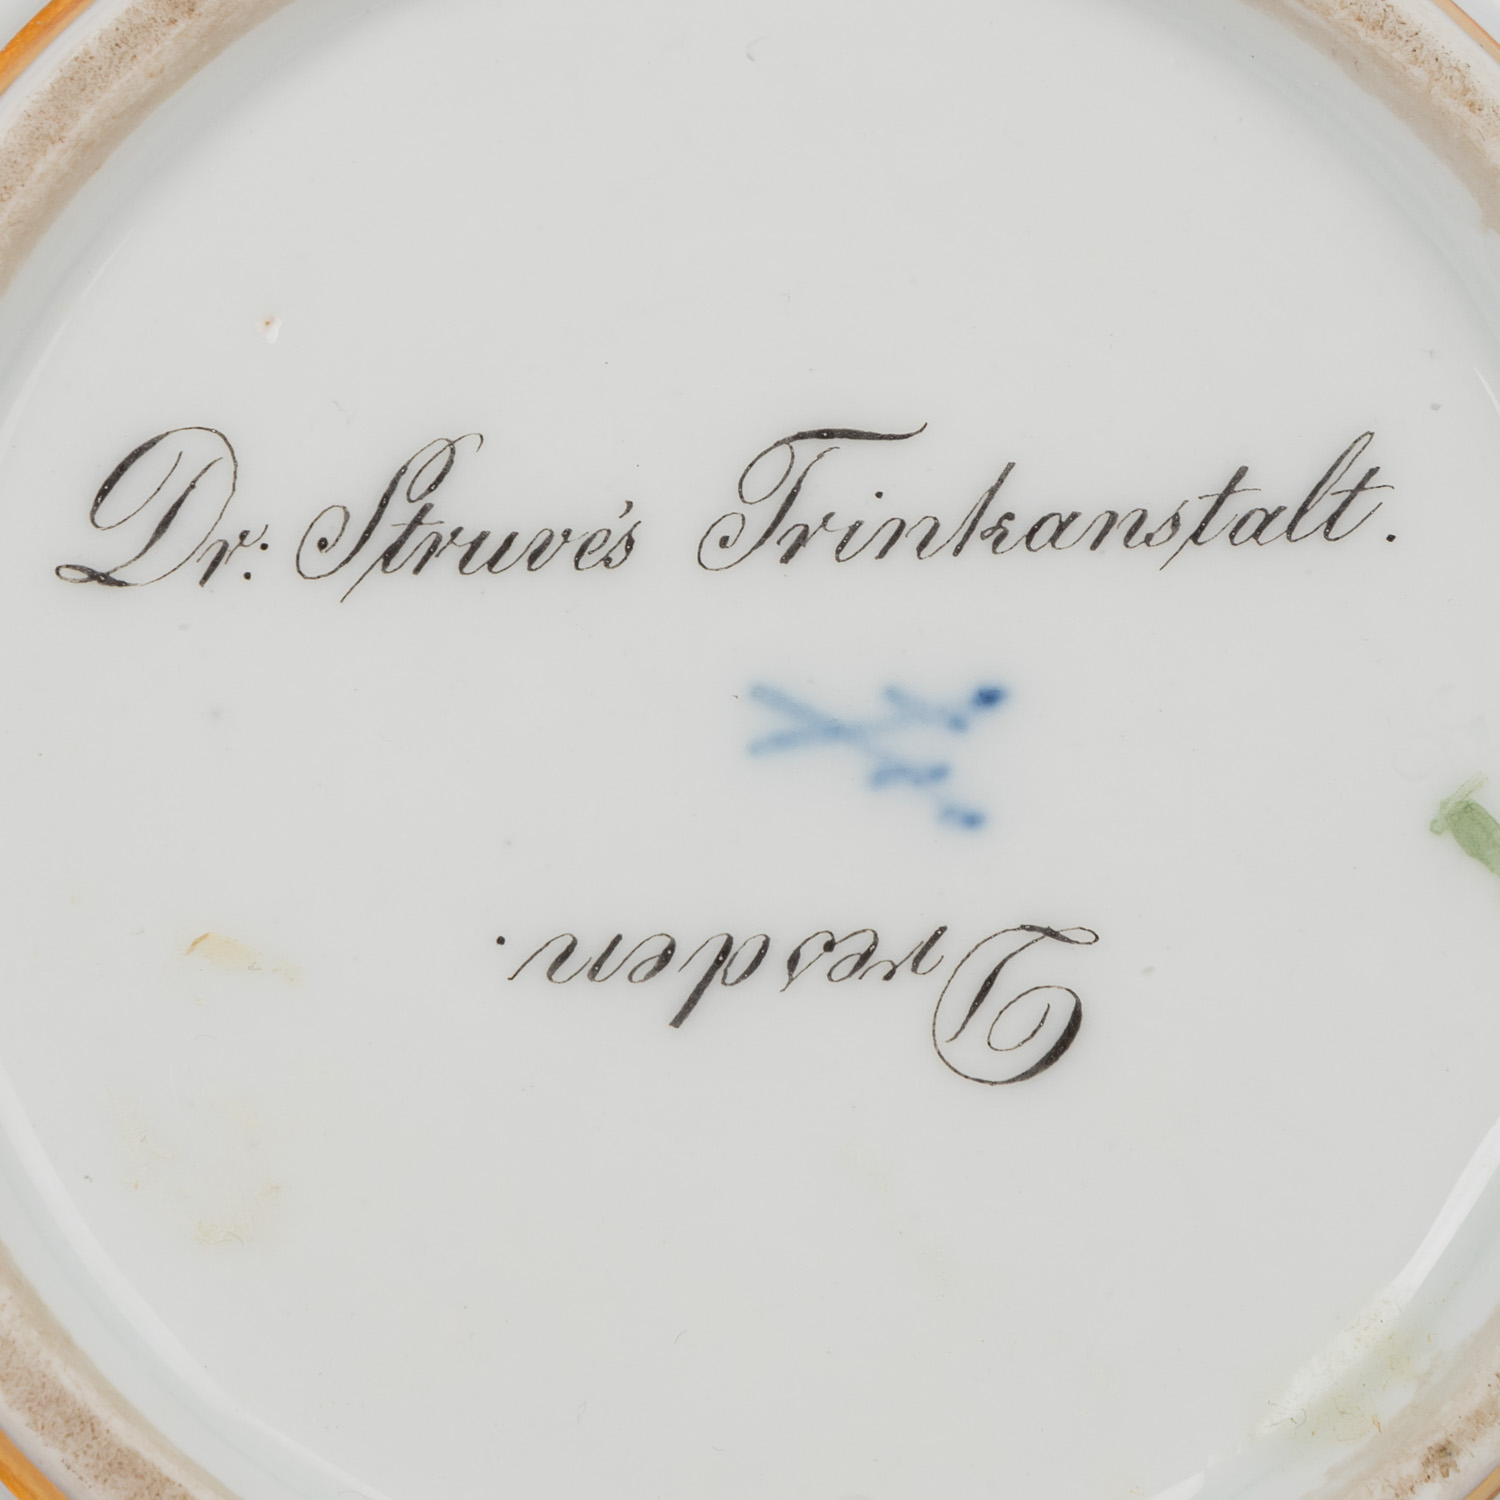 Dr. Struve's Trinkanstalt.
Dresden.